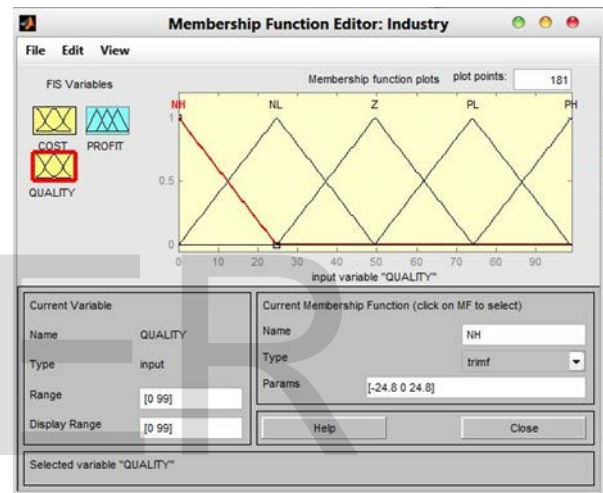 Membership Function Editor: Industry
File Edit View
FIS Variables
Membership function plots plot points: 181
COST PROFIT
QUALITY
NH NL Z PL PH
1
0.5
0
0 10 20 30 40 50 60 70 80 90
input variable "QUALITY"
Current Variable
Name QUALITY
Type input
Range [0 99]
Display Range [0 99]
Current Membership Function (click on MF to select)
Name NH
Type trimf
Params [-24.8 0 24.8]
Help Close
Selected variable "QUALITY"
ER